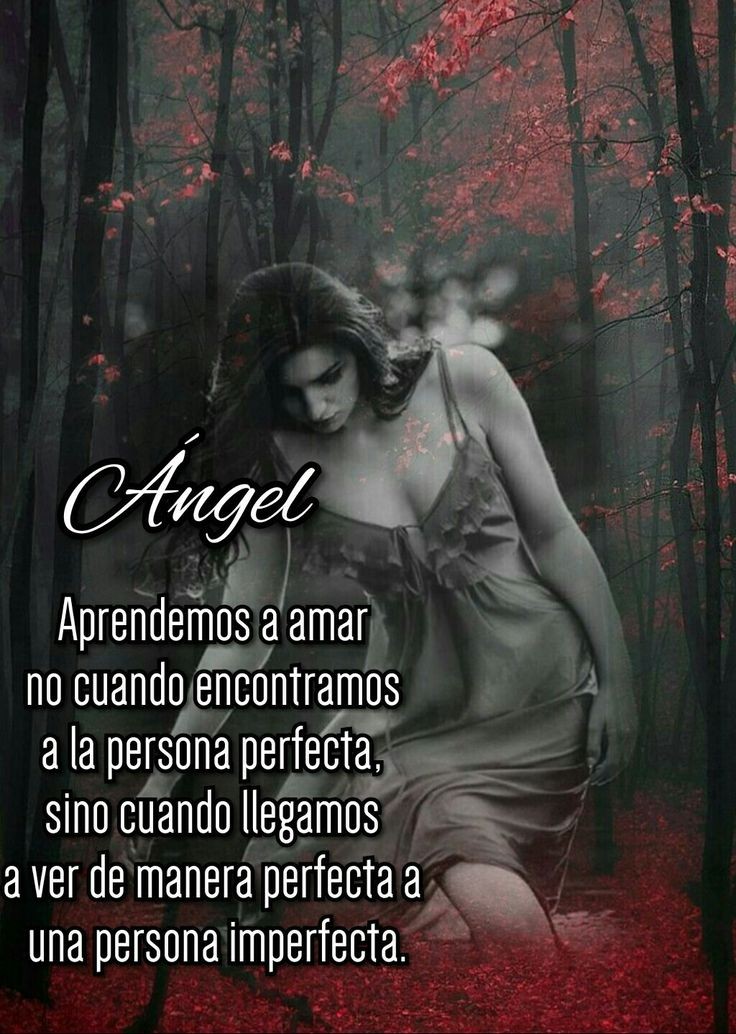 Ángel
Aprendemos a amar
no cuando encontramos
a la persona perfecta,
sino cuando llegamos
a ver de manera perfecta a
una persona imperfecta.